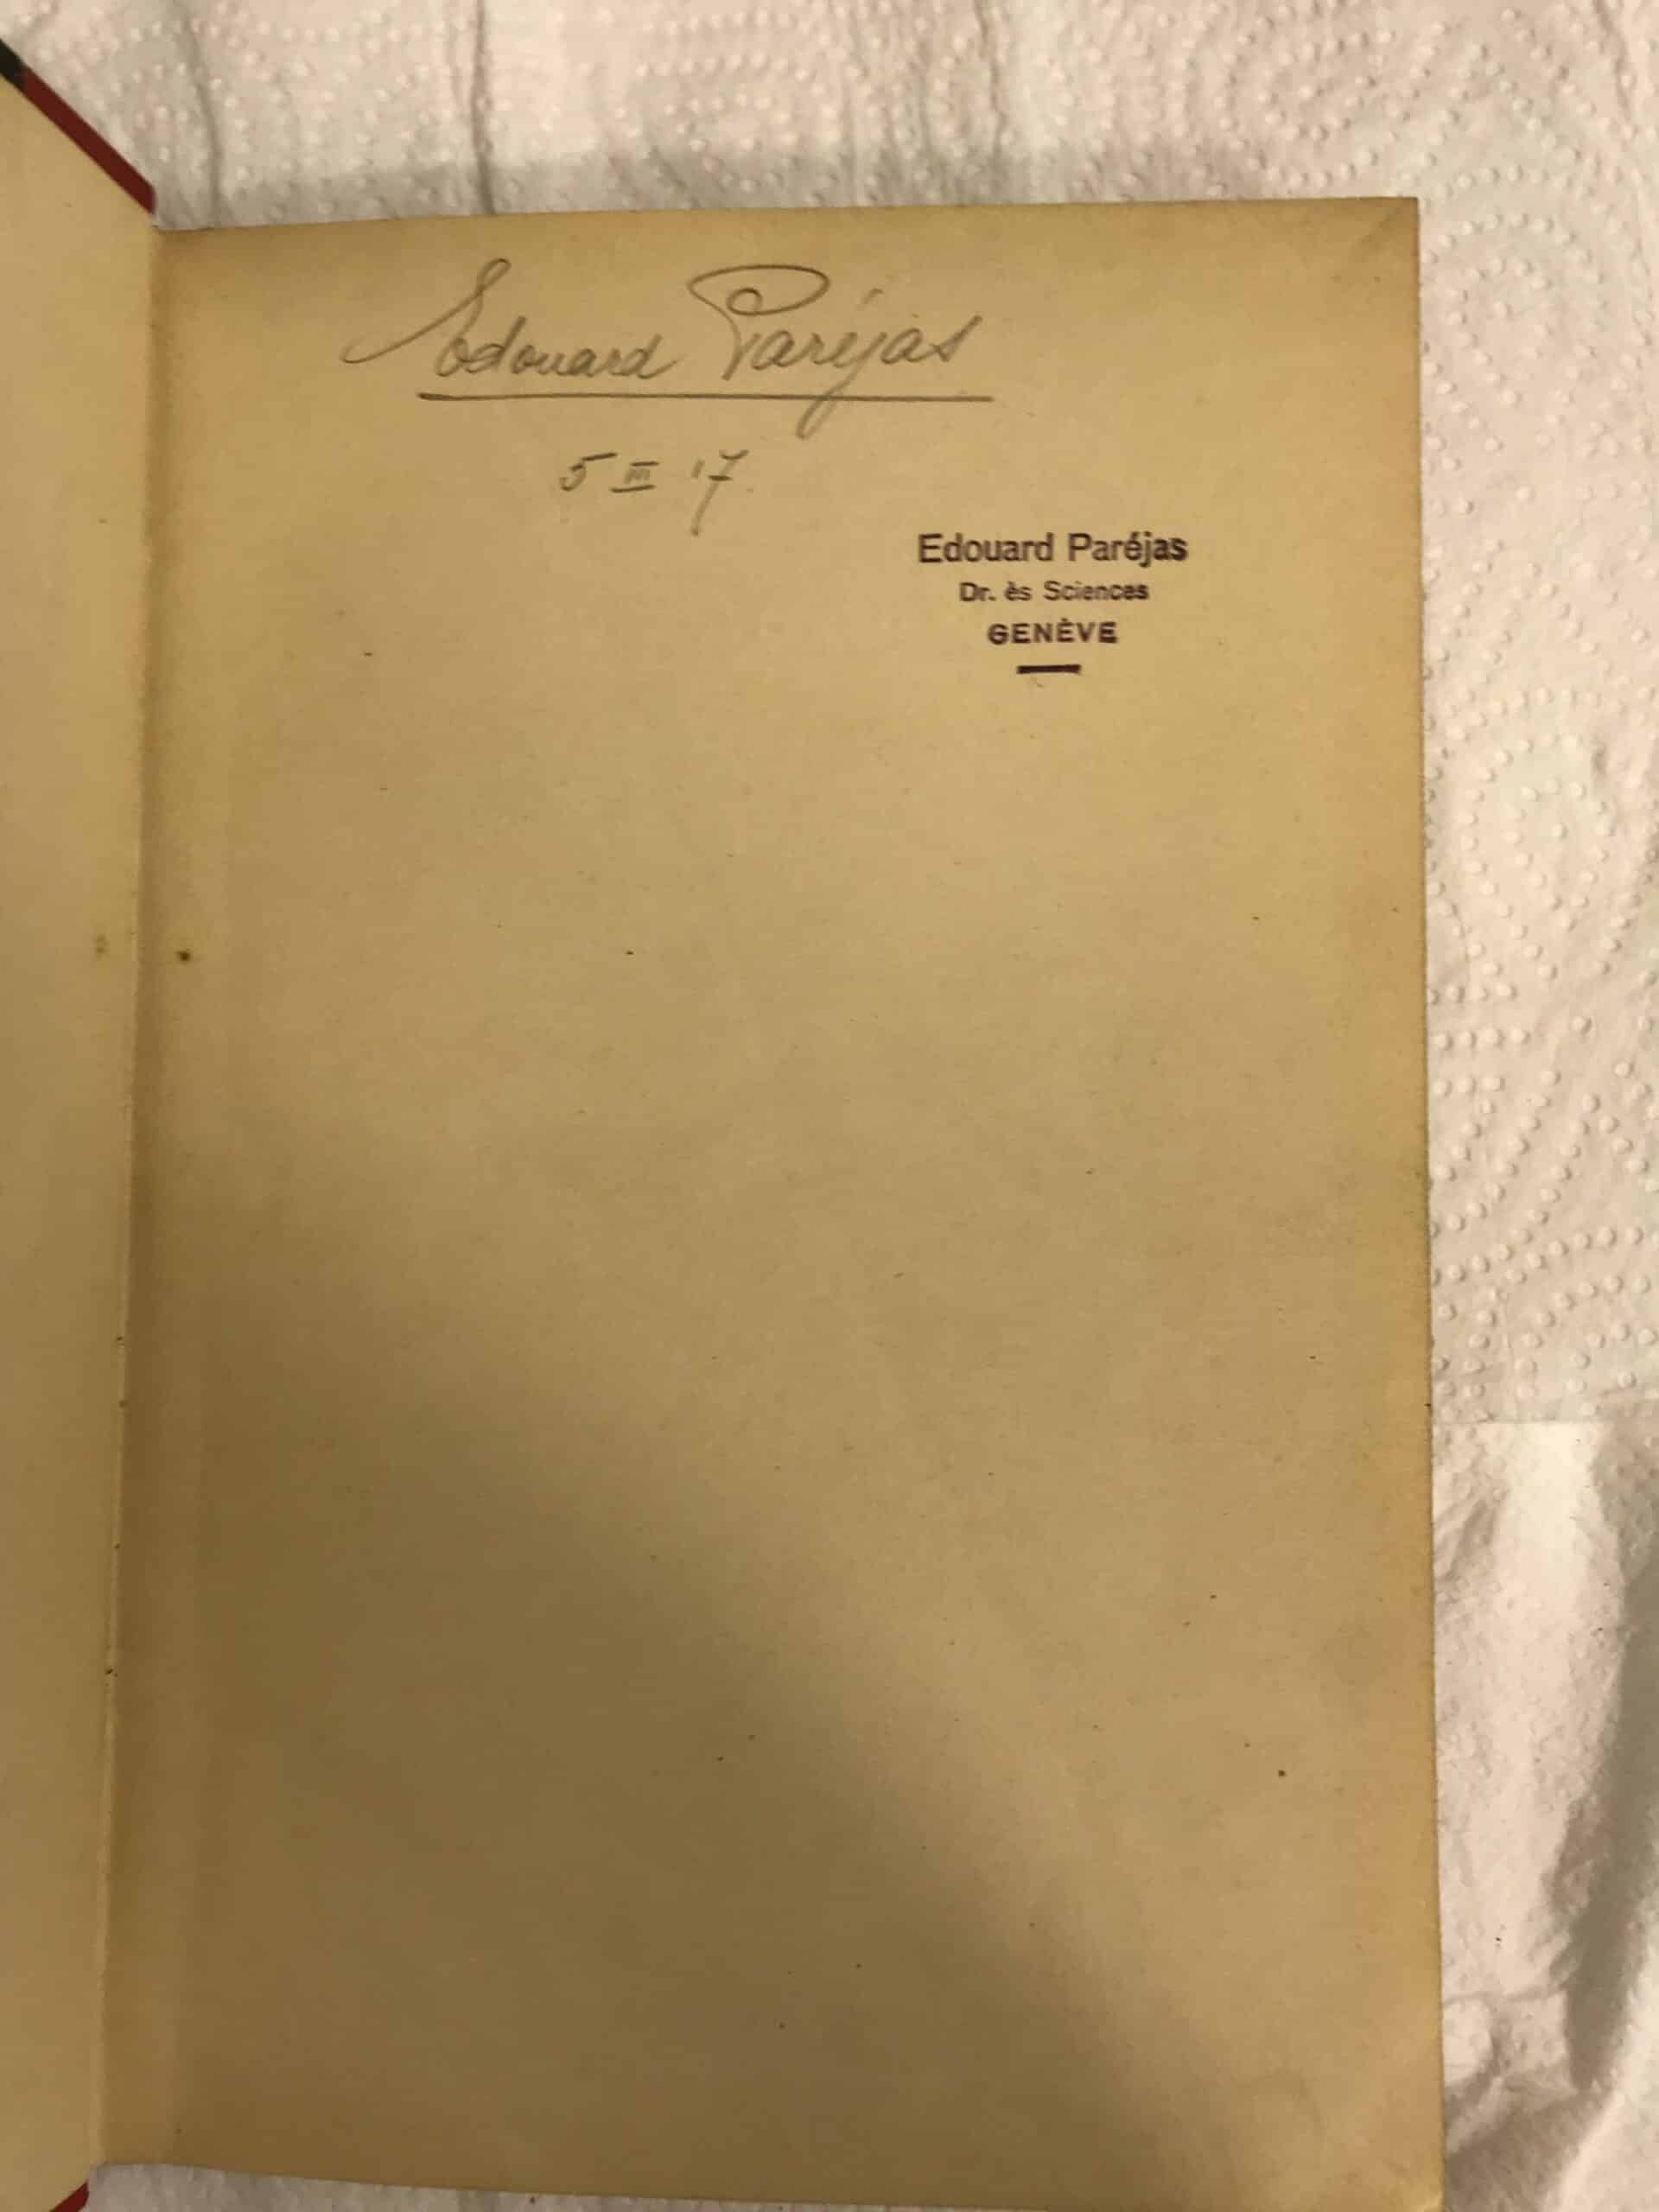 Edouard Paréjas
5 III '17.
Edouard Paréjas
Dr. ès Sciences
GENÈVE